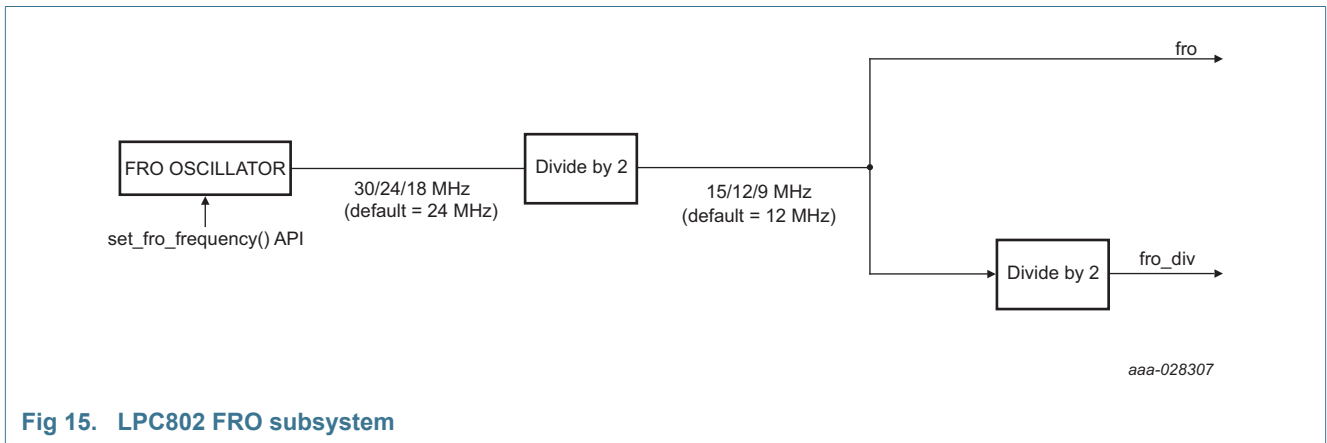 fro
FRO OSCILLATOR
30/24/18 MHz
(default = 24 MHz)
Divide by 2
15/12/9 MHz
(default = 12 MHz)
set_fro_frequency() API
Divide by 2
fro_div
aaa-028307
Fig 15. LPC802 FRO subsystem